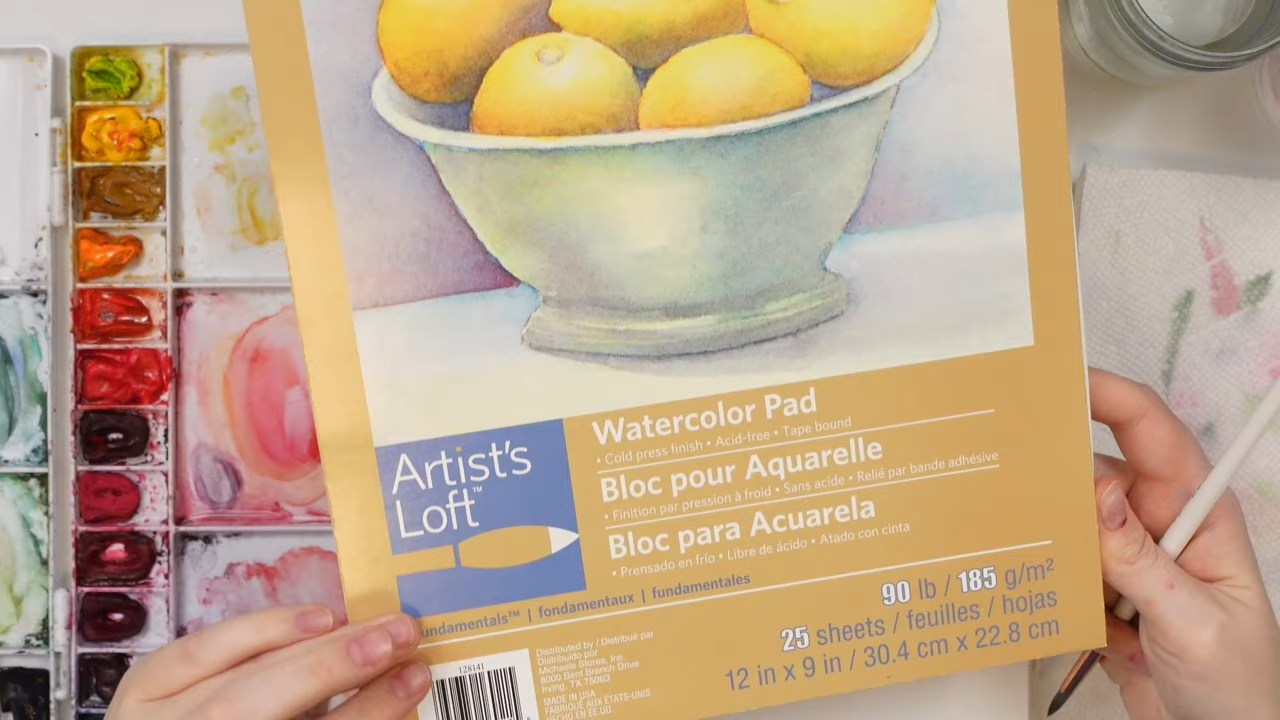 Artist's
Loft™
Watercolor Pad
• Cold press finish • Acid-free • Tape bound
Bloc pour Aquarelle
• Finition par pression à froid • Sans acide • Relié par bande adhésive
Bloc para Acuarela
• Prensado en frío • Libre de ácido • Atado con cinta
undamentals™ | fondamentaux | fundamentales
90 lb / 185 g/m²
25 sheets / feuilles / hojas
12 in x 9 in / 30.4 cm x 22.8 cm
128141
Distributed by / Distribué par
Distribuido por
Michaels Stores, Inc.
8000 Bent Branch Drive
Irving, TX 75063
MADE IN USA
FABRIQUÉ AUX ÉTATS-UNIS
HECHO EN EE.UU.